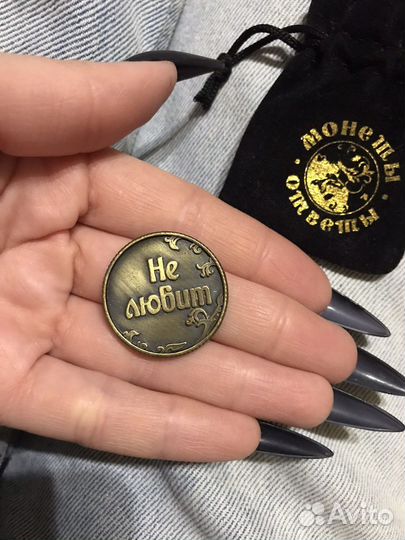 монеты
ответы
Не
любит
Avito